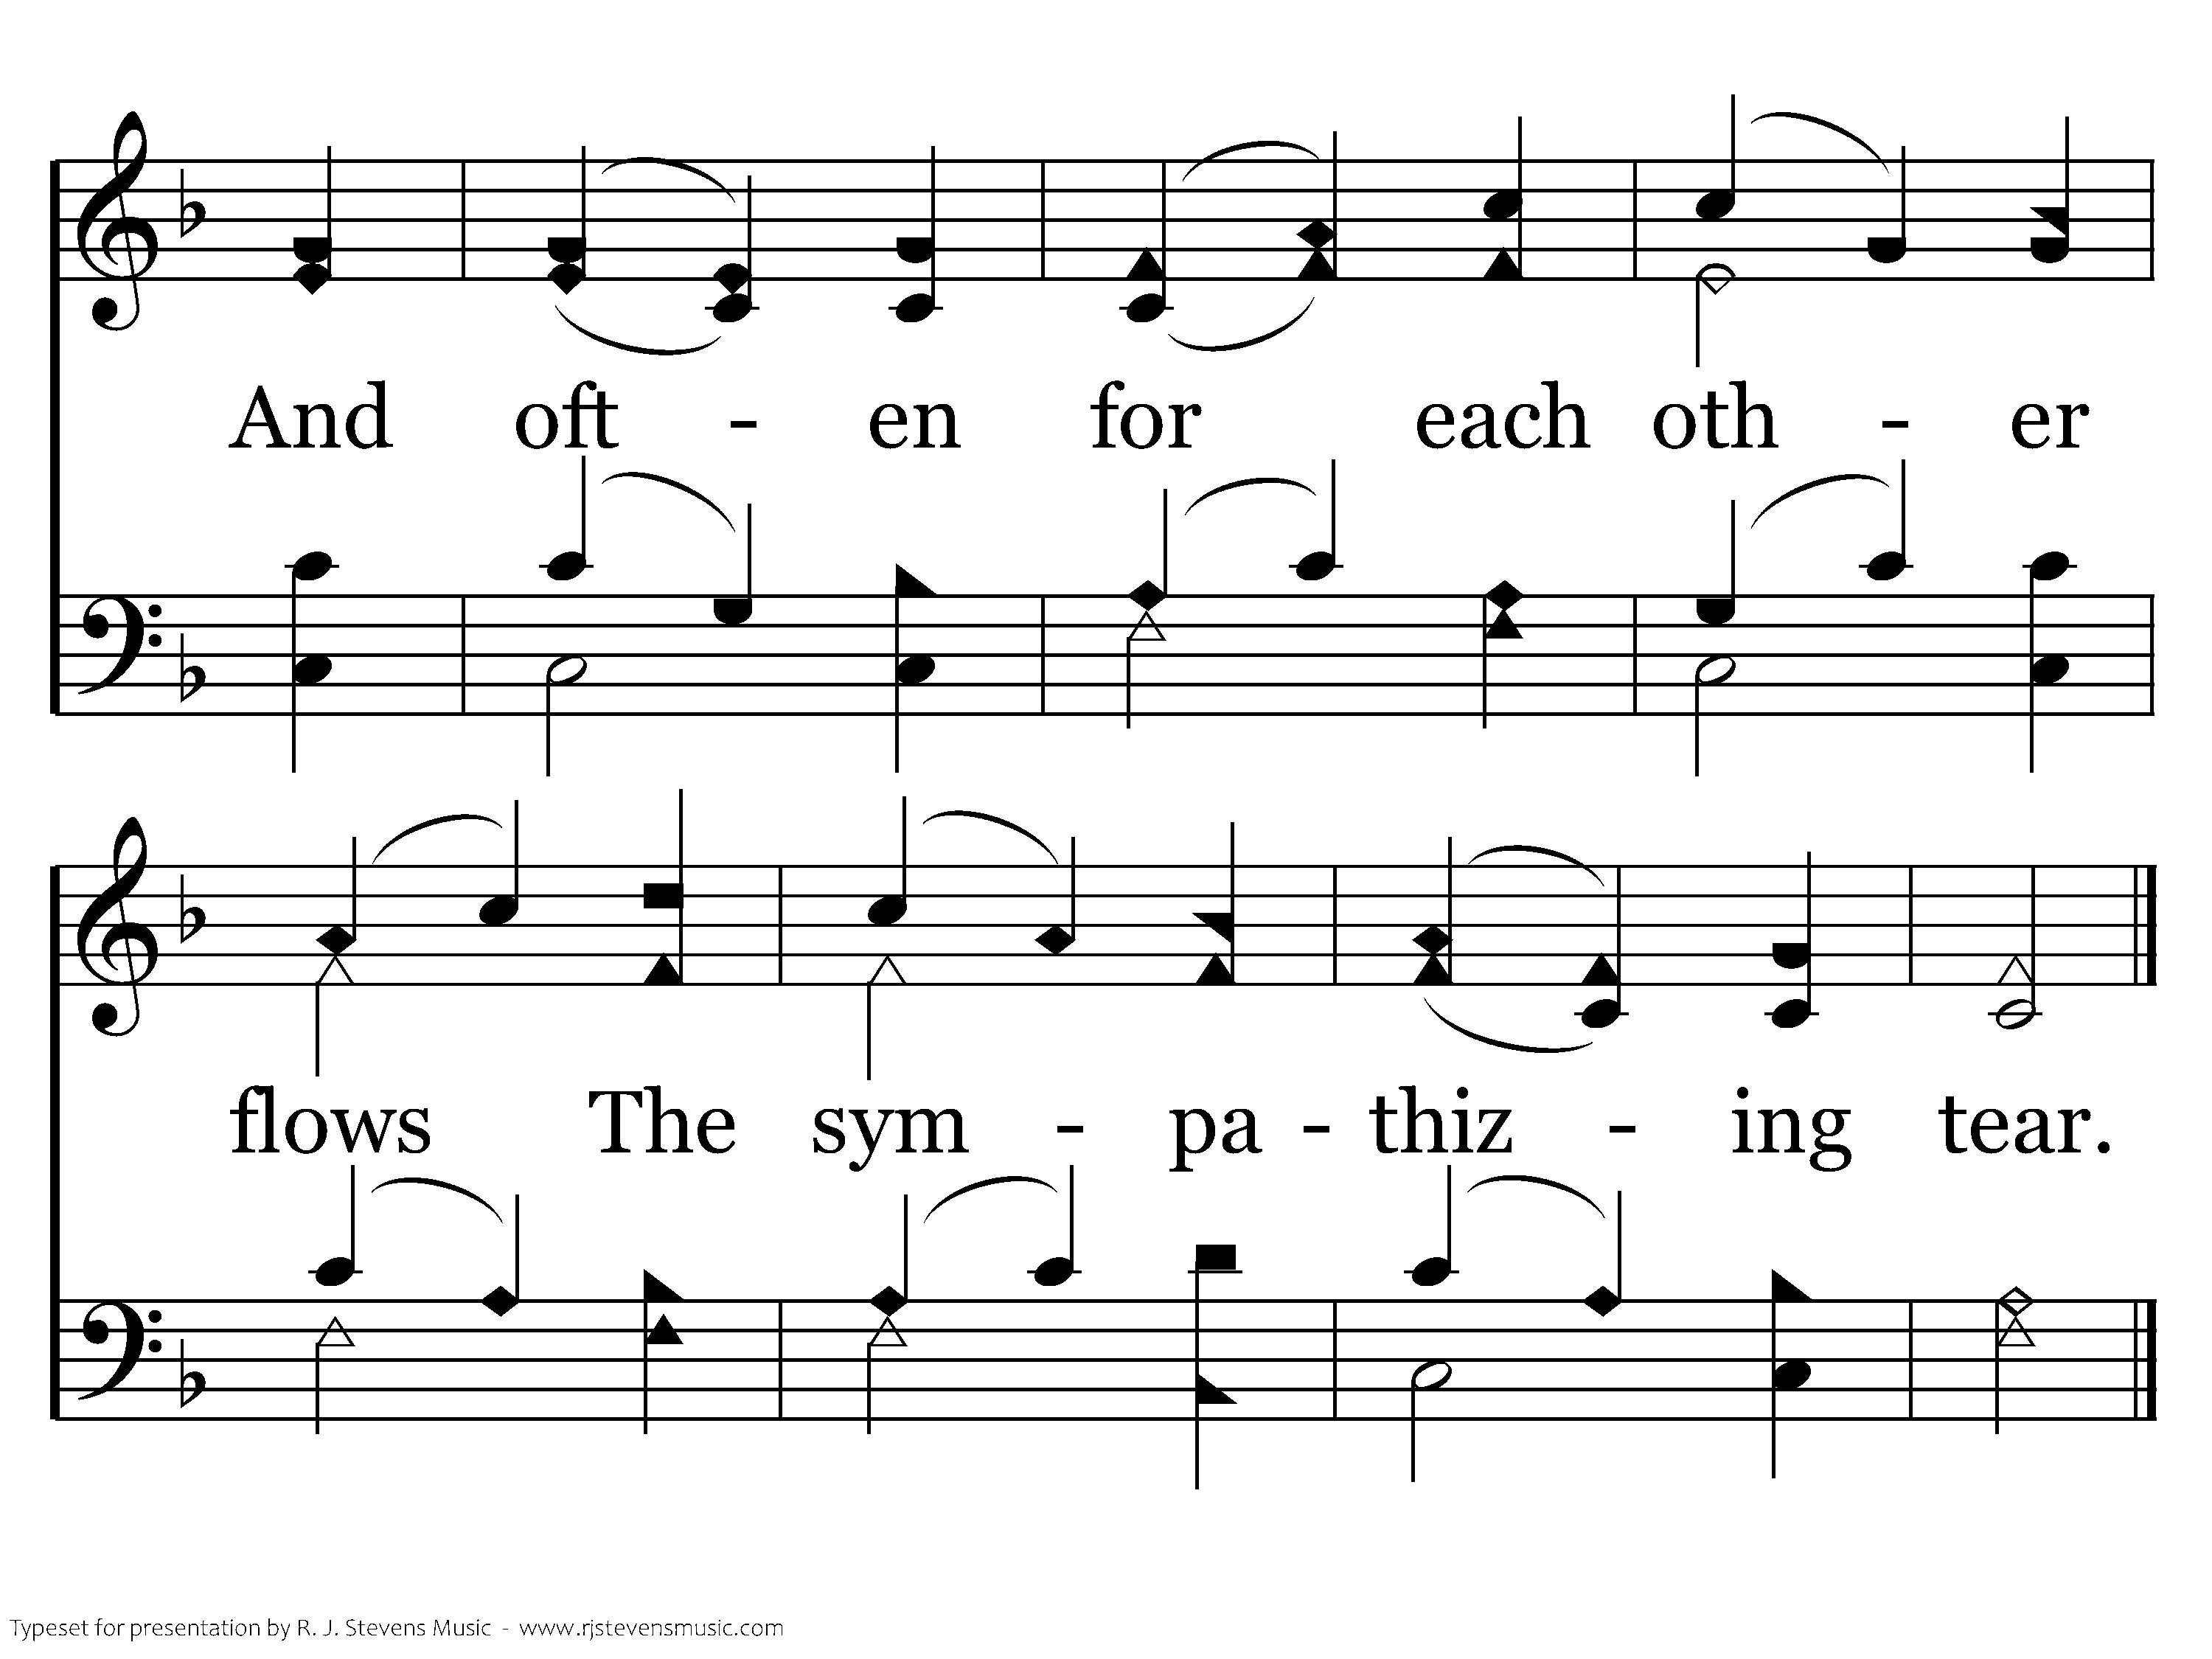 And oft - en for each oth - er
flows The sym - pa - thiz - ing tear.
Typeset for presentation by R. J. Stevens Music - www.rjstevensmusic.com